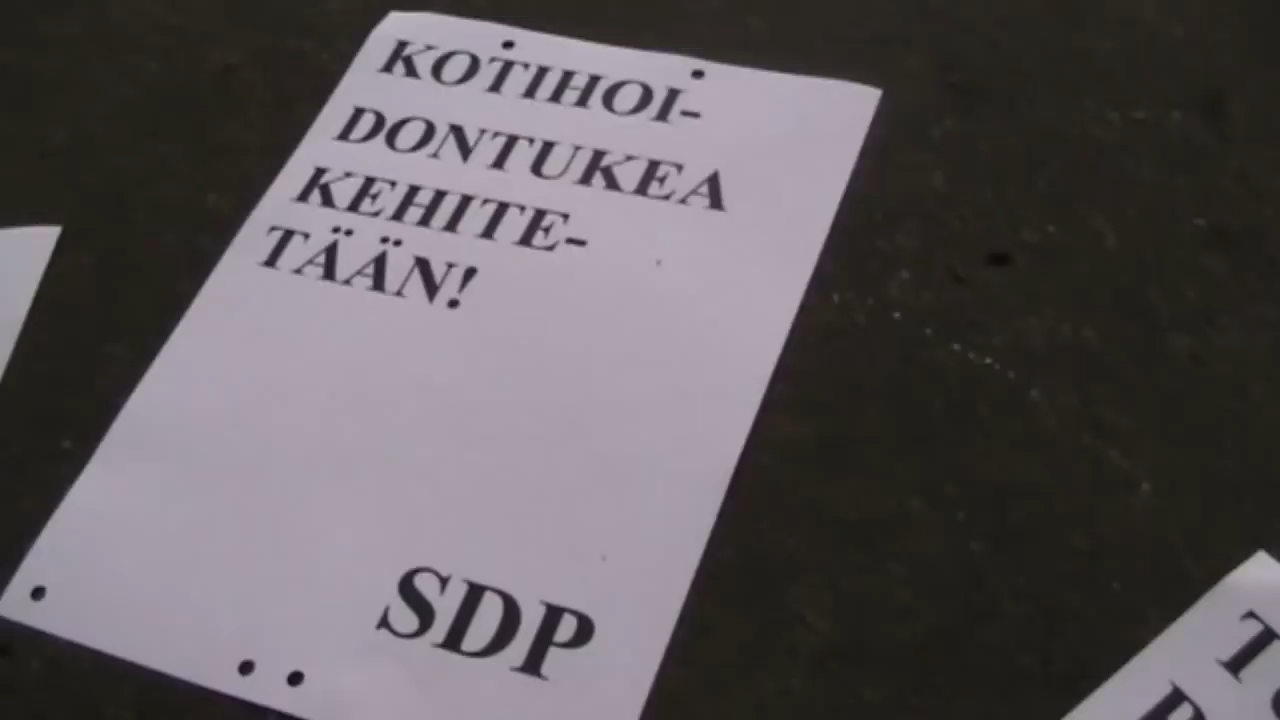 KOTIHOI-
DONTUKEA
KEHITE-
TÄÄN!
SDP